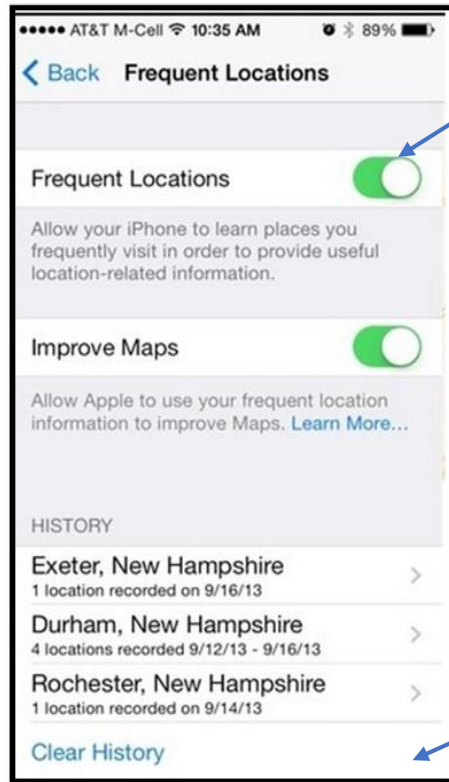 ●●●●● AT&T M-Cell 10:35 AM 89%
Back Frequent Locations
Frequent Locations
Allow your iPhone to learn places you
frequently visit in order to provide useful
location-related information.
Improve Maps
Allow Apple to use your frequent location
information to improve Maps. Learn More...
HISTORY
Exeter, New Hampshire
1 location recorded on 9/16/13
Durham, New Hampshire
4 locations recorded 9/12/13 - 9/16/13
Rochester, New Hampshire
1 location recorded on 9/14/13
Clear History